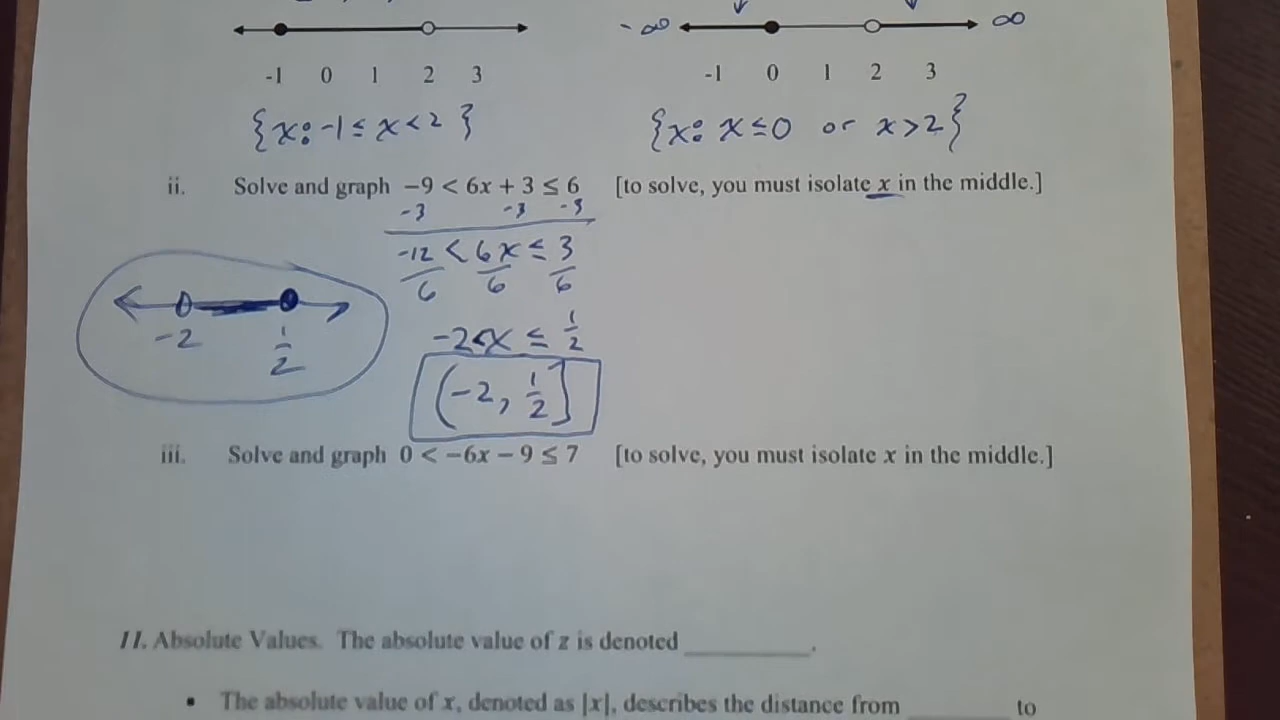 - ∞ ∞
-1 0 1 2 3 -1 0 1 2 3
{x: -1 ≤ x < 2 } {x: x ≤ 0 or x > 2}
ii. Solve and graph −9 < 6x + 3 ≤ 6 [to solve, you must isolate x in the middle.]
-3 -3 -3
-12 < 6x ≤ 3
6 6 6
-2 < x ≤ 1/2
-2 1/2
(-2, 1/2]
iii. Solve and graph 0 < −6x − 9 ≤ 7 [to solve, you must isolate x in the middle.]
11. Absolute Values. The absolute value of z is denoted __________.
• The absolute value of x, denoted as |x|, describes the distance from ________ to